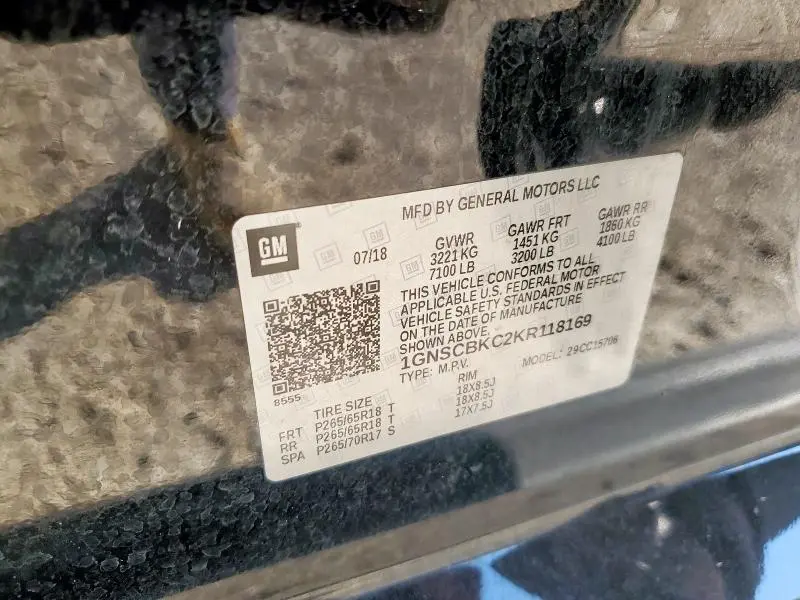 MFD BY GENERAL MOTORS LLC
GM
07/18
GVWR GAWR FRT GAWR RR
3221 KG 1451 KG 1860 KG
7100 LB 3200 LB 4100 LB
THIS VEHICLE CONFORMS TO ALL
APPLICABLE U.S. FEDERAL MOTOR
VEHICLE SAFETY STANDARDS IN EFFECT
ON THE DATE OF MANUFACTURE
SHOWN ABOVE.
1GNSCBKC2KR118169
TYPE: M.P.V. MODEL: 29CC15706
8555
TIRE SIZE RIM
FRT P265/65R18 T 18X8.5J
RR P265/65R18 T 18X8.5J
SPA P265/70R17 S 17X7.5J